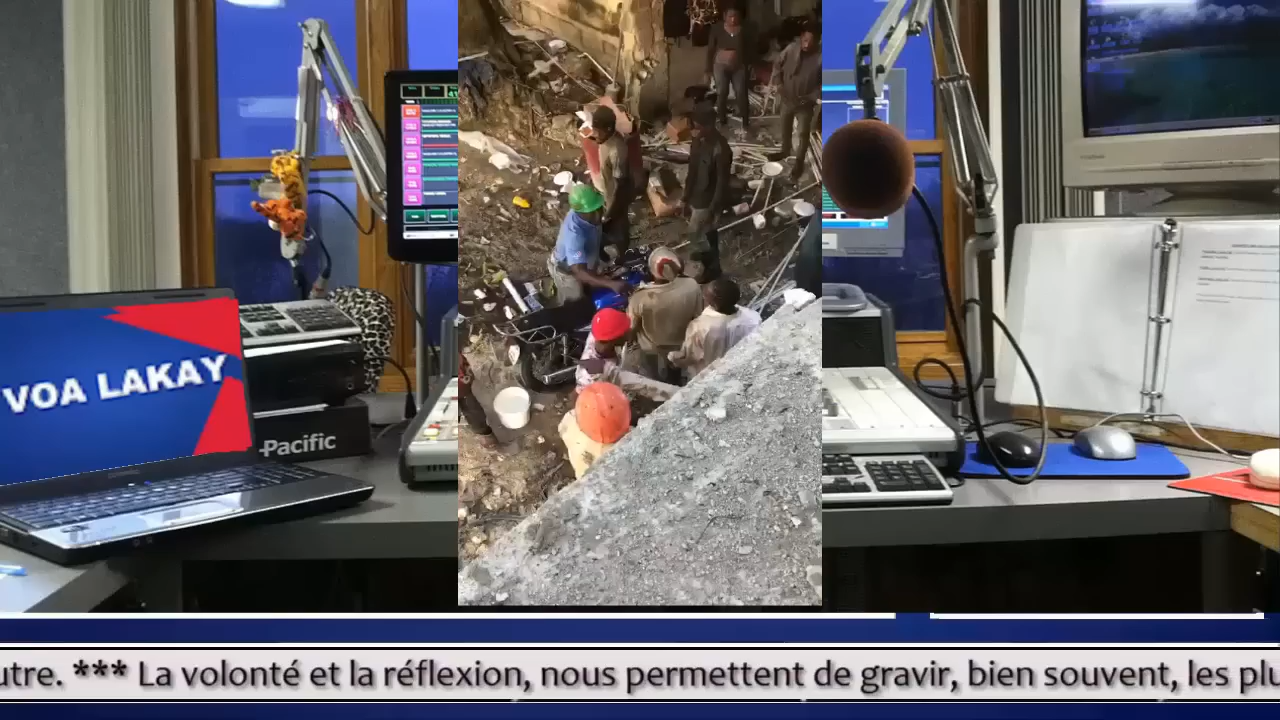 VOA LAKAY
Pacific
utre. *** La volonté et la réflexion, nous permettent de gravir, bien souvent, les plu